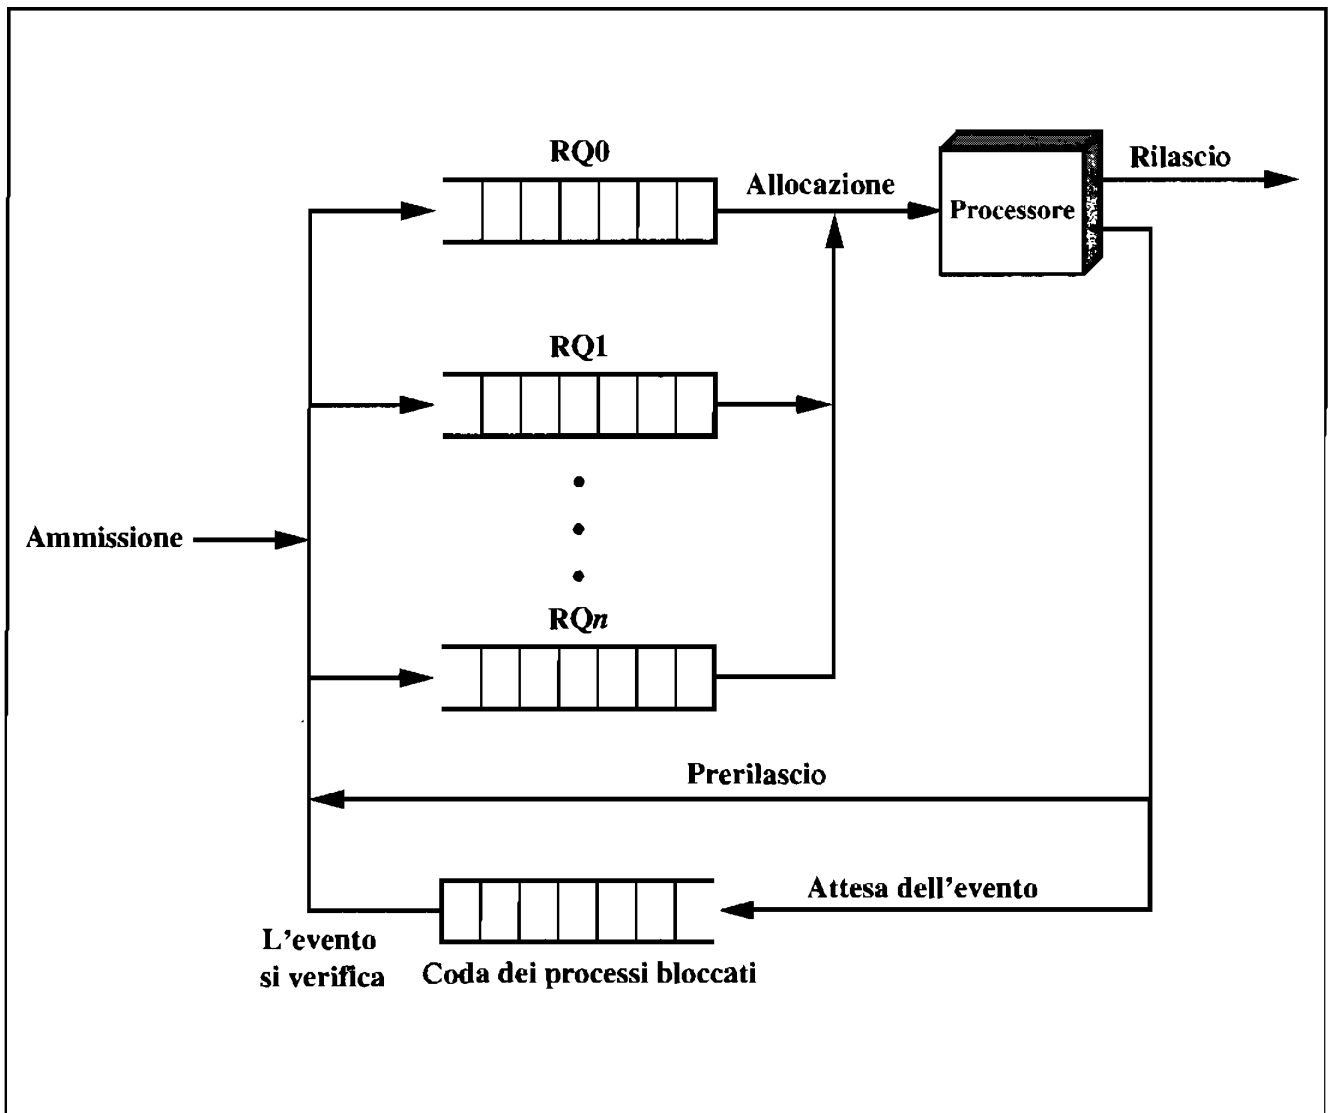 RQ0
Allocazione
Processore
Rilascio
RQ1
Ammissione
RQn
Prerilascio
Attesa dell'evento
L'evento
si verifica
Coda dei processi bloccati